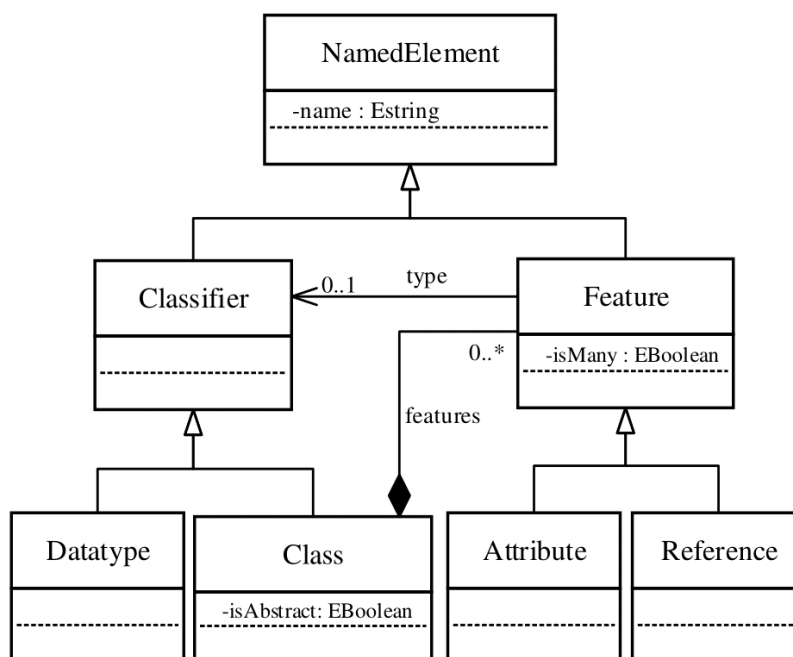 NamedElement
-name : Estring
Classifier
0..1
type
Feature
0..*
-isMany : EBoolean
features
Datatype
Class
Attribute
Reference
-isAbstract: EBoolean